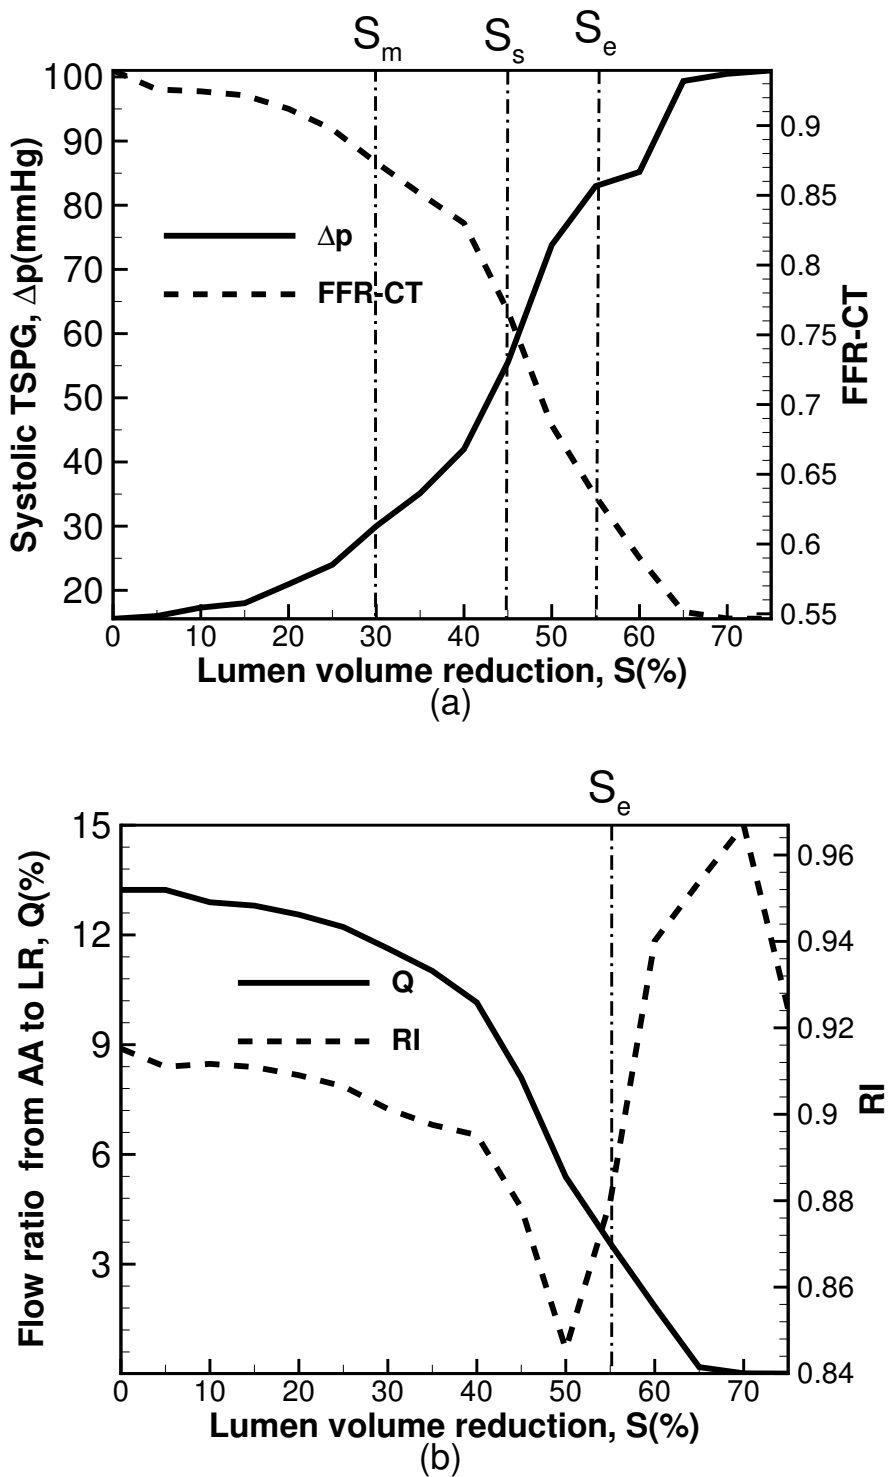 S_m S_s S_e
100
90
80
70
60
50
40
30
20
Systolic TSPG, Δp(mmHg)
Δp
FFR-CT
0.9
0.85
0.8
0.75
0.7
0.65
0.6
0.55
FFR-CT
0 10 20 30 40 50 60 70
Lumen volume reduction, S(%)
(a)
S_e
15
12
9
6
3
Flow ratio from AA to LR, Q(%)
Q
RI
0.96
0.94
0.92
0.9
0.88
0.86
0.84
RI
0 10 20 30 40 50 60 70
Lumen volume reduction, S(%)
(b)